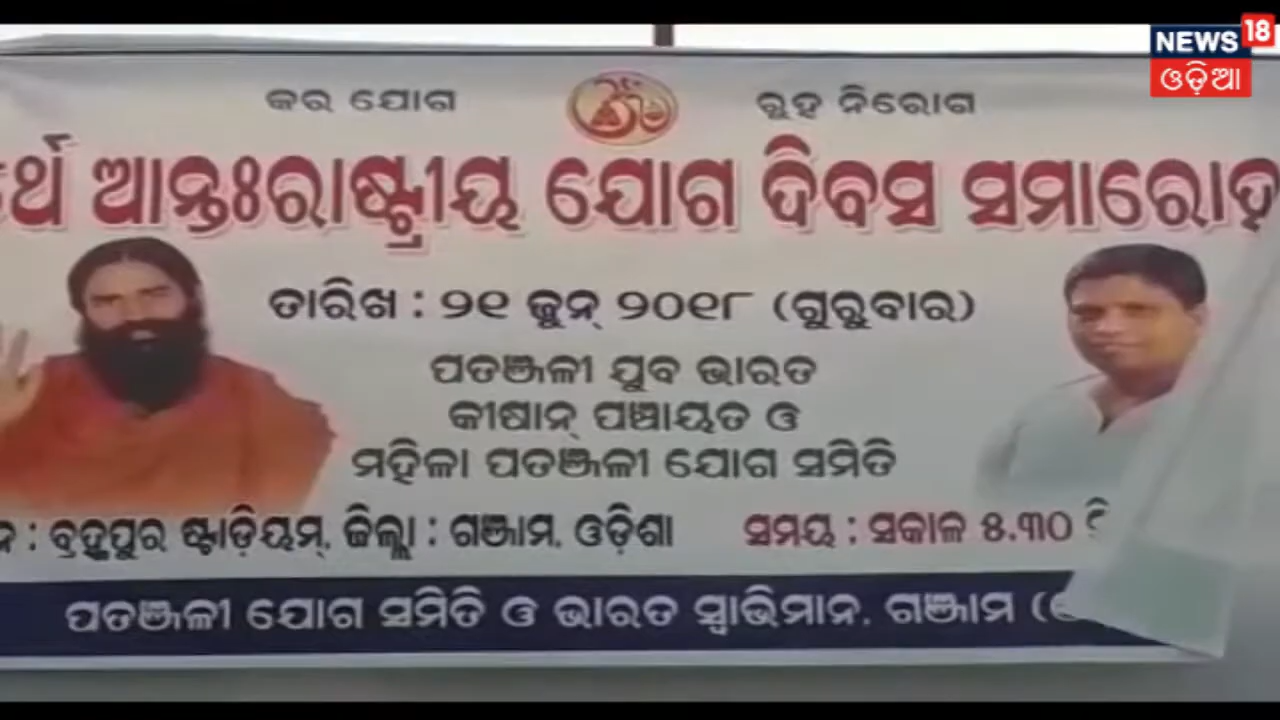 NEWS 18
ଓଡ଼ିଆ
କର ଯୋଗ ରୁହ ନିରୋଗ
ଆନ୍ତଃରାଷ୍ଟ୍ରୀୟ ଯୋଗ ଦିବସ ସମାରୋହ
ତାରିଖ : ୨୧ ଜୁନ୍ ୨୦୧୮ (ଗୁରୁବାର)
ପତଞ୍ଜଳୀ ଯୁବ ଭାରତ
କୀଷାନ୍ ପଞ୍ଚାୟତ ଓ
ମହିଳା ପତଞ୍ଜଳୀ ଯୋଗ ସମିତି
: ବ୍ରହ୍ମପୁର ଷ୍ଟାଡ଼ିୟମ୍, ଜିଲ୍ଲା : ଗଞ୍ଜାମ, ଓଡ଼ିଶା ସମୟ : ସକାଳ ୫.୩୦
ପତଞ୍ଜଳୀ ଯୋଗ ସମିତି ଓ ଭାରତ ସ୍ୱାଭିମାନ, ଗଞ୍ଜାମ